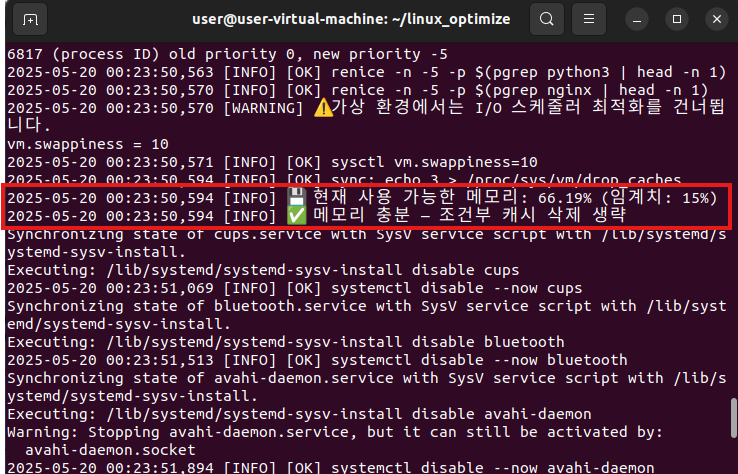 user@user-virtual-machine: ~/linux_optimize
6817 (process ID) old priority 0, new priority -5
2025-05-20 00:23:50,563 [INFO] [OK] renice -n -5 -p $(pgrep python3 | head -n 1)
2025-05-20 00:23:50,570 [INFO] [OK] renice -n -5 -p $(pgrep nginx | head -n 1)
2025-05-20 00:23:50,570 [WARNING] ⚠️가상 환경에서는 I/O 스케줄러 최적화를 건너뜁
니다.
vm.swappiness = 10
2025-05-20 00:23:50,571 [INFO] [OK] sysctl vm.swappiness=10
2025-05-20 00:23:50,594 [INFO] [OK] sync; echo 3 > /proc/sys/vm/drop_caches
2025-05-20 00:23:50,594 [INFO] 💾 현재 사용 가능한 메모리: 66.19% (임계치: 15%)
2025-05-20 00:23:50,594 [INFO] ✅ 메모리 충분 – 조건부 캐시 삭제 생략
Synchronizing state of cups.service with SysV service script with /lib/systemd/s
ystemd-sysv-install.
Executing: /lib/systemd/systemd-sysv-install disable cups
2025-05-20 00:23:51,069 [INFO] [OK] systemctl disable --now cups
Synchronizing state of bluetooth.service with SysV service script with /lib/syst
emd/systemd-sysv-install.
Executing: /lib/systemd/systemd-sysv-install disable bluetooth
2025-05-20 00:23:51,513 [INFO] [OK] systemctl disable --now bluetooth
Synchronizing state of avahi-daemon.service with SysV service script with /lib/s
ystemd/systemd-sysv-install.
Executing: /lib/systemd/systemd-sysv-install disable avahi-daemon
Warning: Stopping avahi-daemon.service, but it can still be activated by:
  avahi-daemon.socket
2025-05-20 00:23:51,894 [INFO] [OK] systemctl disable --now avahi-daemon